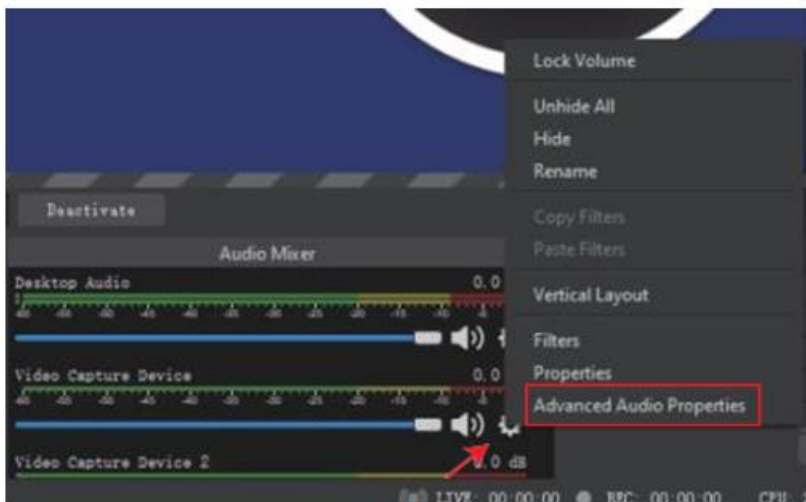 Lock Volume
Unhide All
Hide
Rename
Copy Filters
Paste Filters
Vertical Layout
Filters
Properties
Advanced Audio Properties
Deactivate
Audio Mixer
Desktop Audio 0.0
Video Capture Device 0.0
Video Capture Device 2 0.0 dB
LIVE: 00:00:00 REC: 00:00:00 CPU: